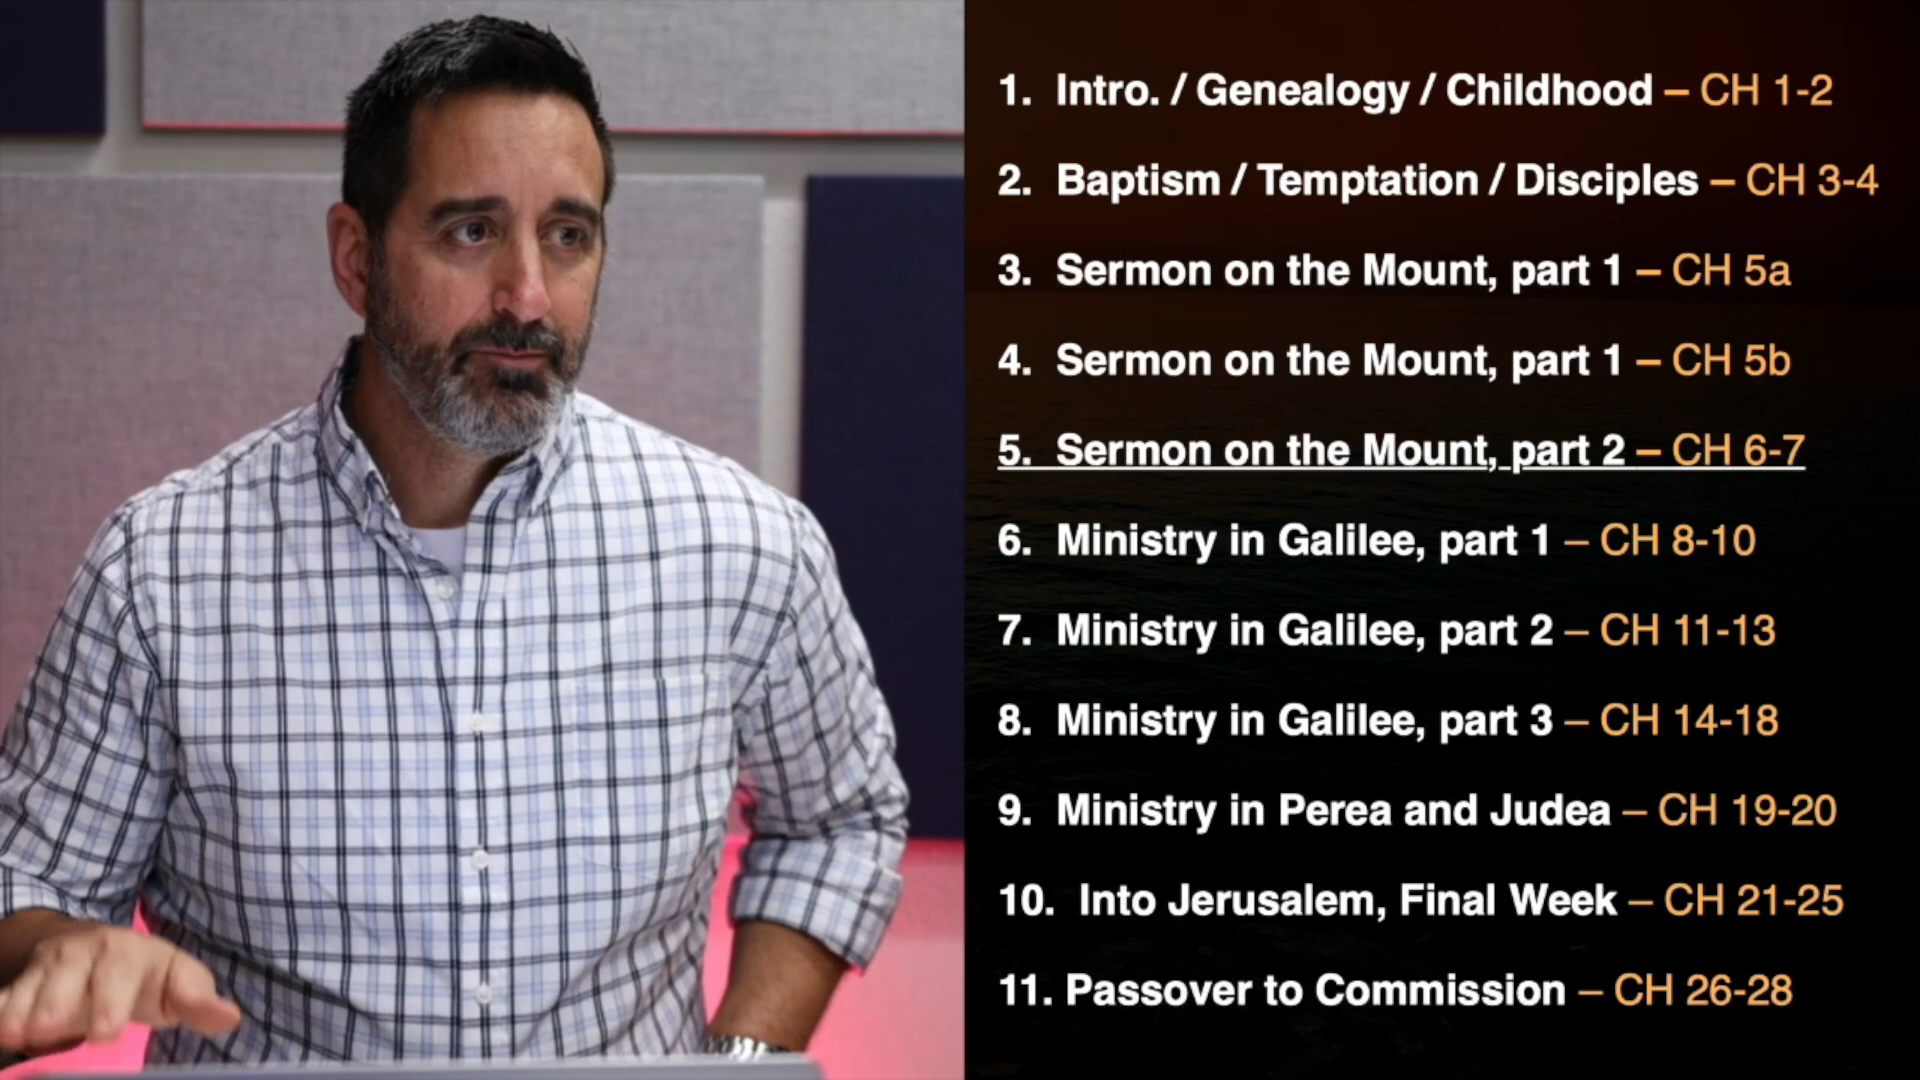 1. Intro. / Genealogy / Childhood – CH 1-2
2. Baptism / Temptation / Disciples – CH 3-4
3. Sermon on the Mount, part 1 – CH 5a
4. Sermon on the Mount, part 1 – CH 5b
5. Sermon on the Mount, part 2 – CH 6-7
6. Ministry in Galilee, part 1 – CH 8-10
7. Ministry in Galilee, part 2 – CH 11-13
8. Ministry in Galilee, part 3 – CH 14-18
9. Ministry in Perea and Judea – CH 19-20
10. Into Jerusalem, Final Week – CH 21-25
11. Passover to Commission – CH 26-28